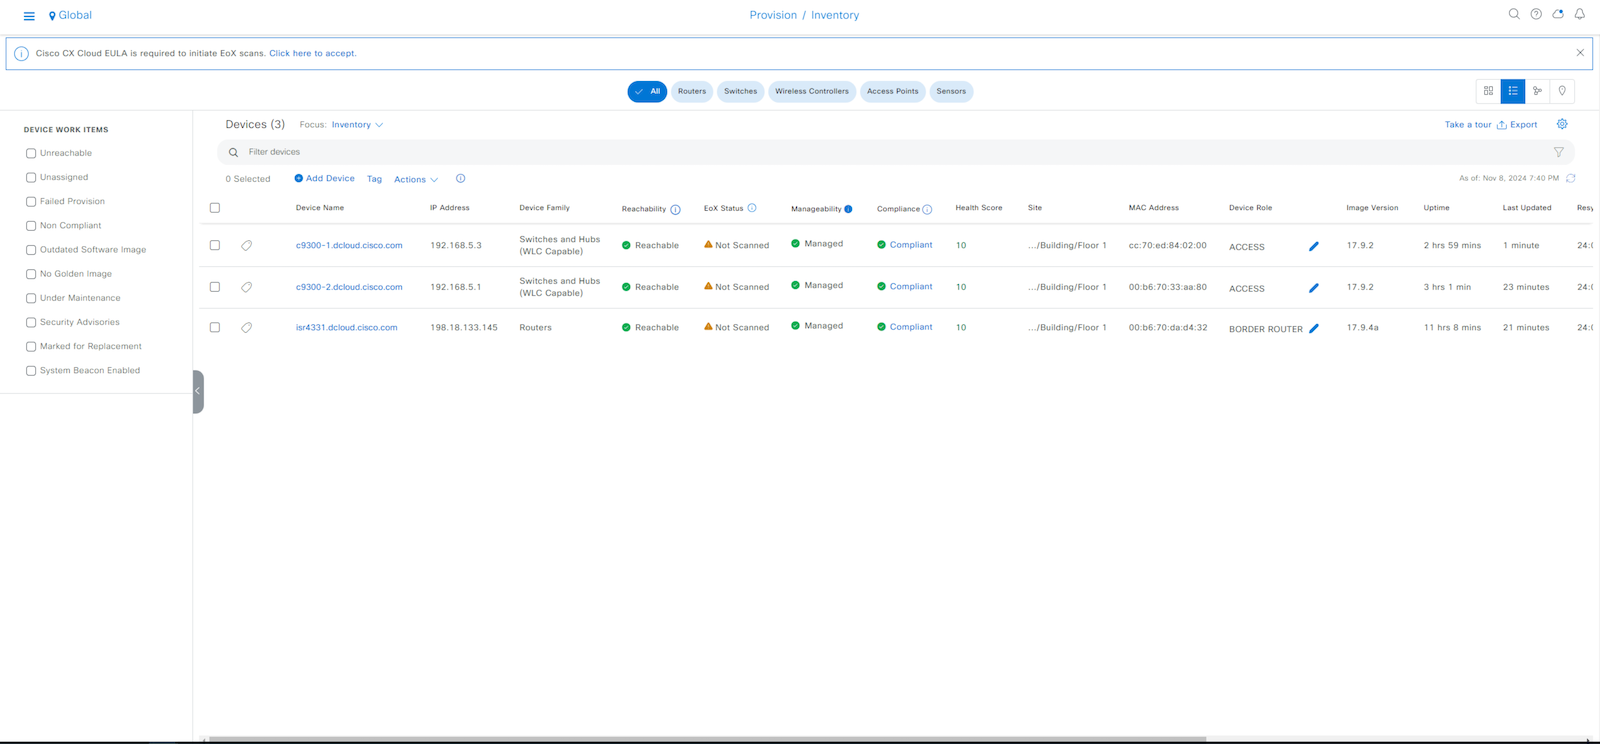 Global
Provision / Inventory
Cisco CX Cloud EULA is required to initiate EoX scans. Click here to accept.
All Routers Switches Wireless Controllers Access Points Sensors
DEVICE WORK ITEMS
Unreachable
Unassigned
Failed Provision
Non Compliant
Outdated Software Image
No Golden Image
Under Maintenance
Security Advisories
Marked for Replacement
System Beacon Enabled
Devices (3) Focus: Inventory
Take a tour Export
Filter devices
0 Selected Add Device Tag Actions
As of: Nov 8, 2024 7:40 PM
Device Name IP Address Device Family Reachability EoX Status Manageability Compliance Health Score Site MAC Address Device Role Image Version Uptime Last Updated Resy
c9300-1.dcloud.cisco.com 192.168.5.3 Switches and Hubs (WLC Capable) Reachable Not Scanned Managed Compliant 10 .../Building/Floor 1 cc:70:ed:84:02:00 ACCESS 17.9.2 2 hrs 59 mins 1 minute 24:0
c9300-2.dcloud.cisco.com 192.168.5.1 Switches and Hubs (WLC Capable) Reachable Not Scanned Managed Compliant 10 .../Building/Floor 1 00:b6:70:33:aa:80 ACCESS 17.9.2 3 hrs 1 min 23 minutes 24:0
isr4331.dcloud.cisco.com 198.18.133.145 Routers Reachable Not Scanned Managed Compliant 10 .../Building/Floor 1 00:b6:70:da:d4:32 BORDER ROUTER 17.9.4a 11 hrs 8 mins 21 minutes 24:0